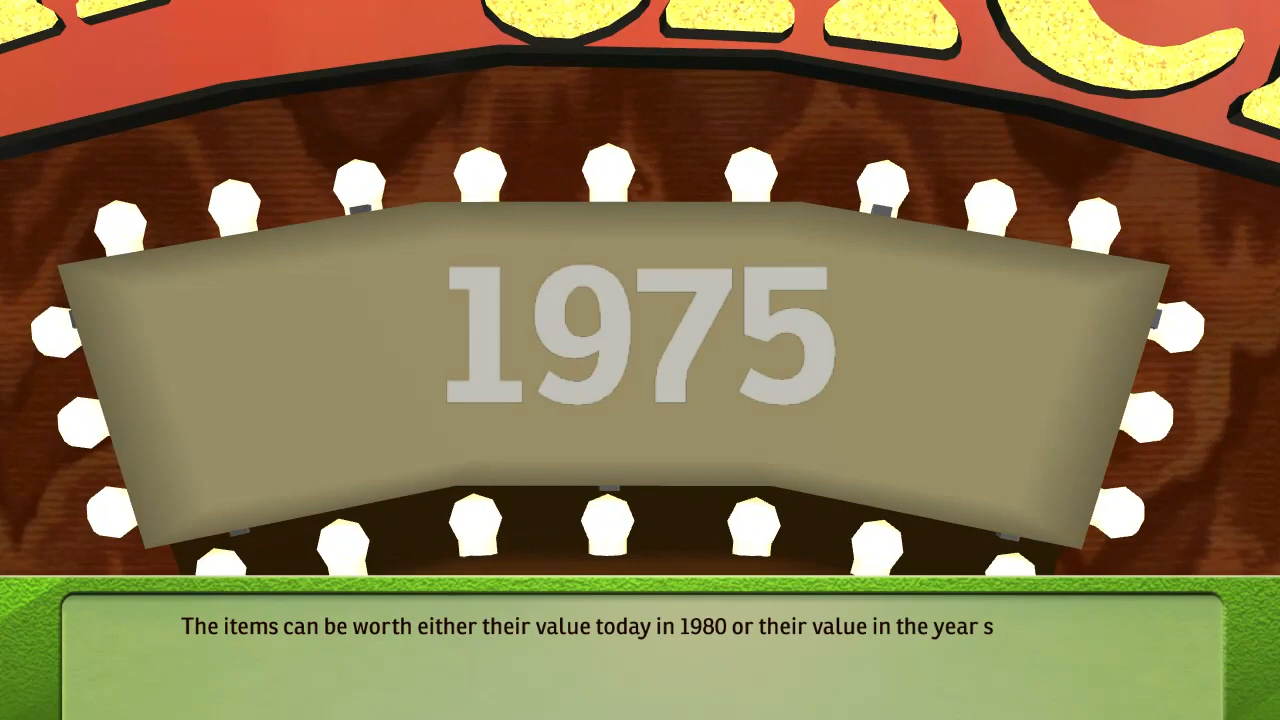 1975
The items can be worth either their value today in 1980 or their value in the year s